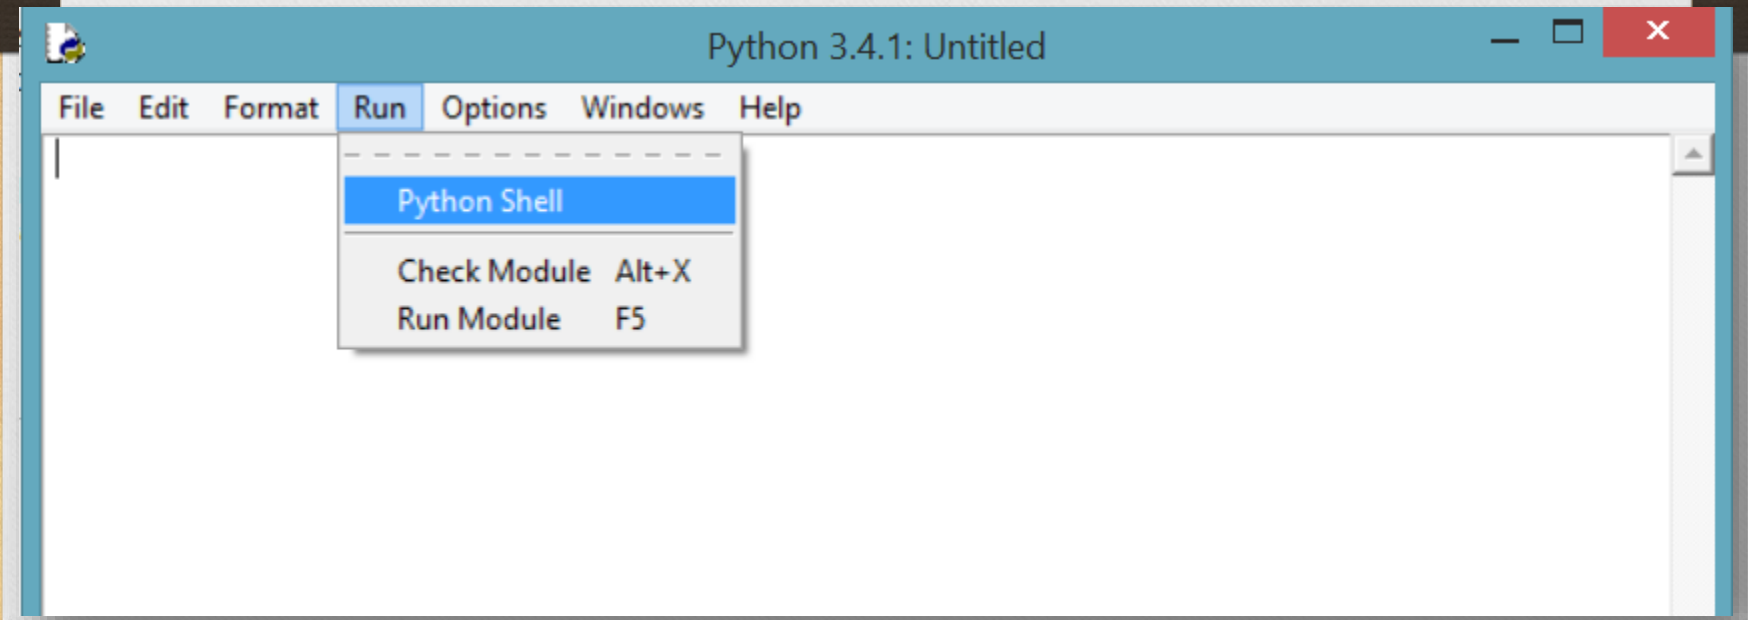 Python 3.4.1: Untitled
File Edit Format Run Options Windows Help
Python Shell
Check Module Alt+X
Run Module F5